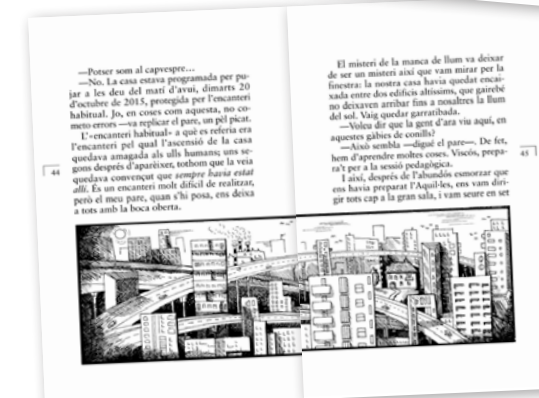 —Potser som al capvespre…
—No. La casa estava programada per pu-
jar a les deu del matí d'avui, dimarts 20
d'octubre de 2015, protegida per l'encanteri
habitual. Jo, en coses com aquesta, no co-
meto errors —va replicar el pare, un pèl picat.
L'«encanteri habitual» a què es referia era
l'encanteri pel qual l'ascensió de la casa
quedava amagada als ulls humans; uns se-
gons després d'aparèixer, tothom que la veia
quedava convençut que sempre havia estat
allí. És un encanteri molt difícil de realitzar,
però el meu pare, quan s'hi posa, ens deixa
a tots amb la boca oberta.
44
El misteri de la manca de llum va deixar
de ser un misteri així que vam mirar per la
finestra: la nostra casa havia quedat encai-
xada entre dos edificis altíssims, que gairebé
no deixaven arribar fins a nosaltres la llum
del sol. Vaig quedar garratibada.
—Voleu dir que la gent d'ara viu aquí, en
aquestes gàbies de conills?
—Això sembla —digué el pare—. De fet,
hem d'aprendre moltes coses. Viscós, prepa-
ra't per a la sessió pedagògica.
I així, després de l'abundós esmorzar que
ens havia preparat l'Aquil·les, ens vam diri-
gir tots cap a la gran sala, i vam seure en set
45